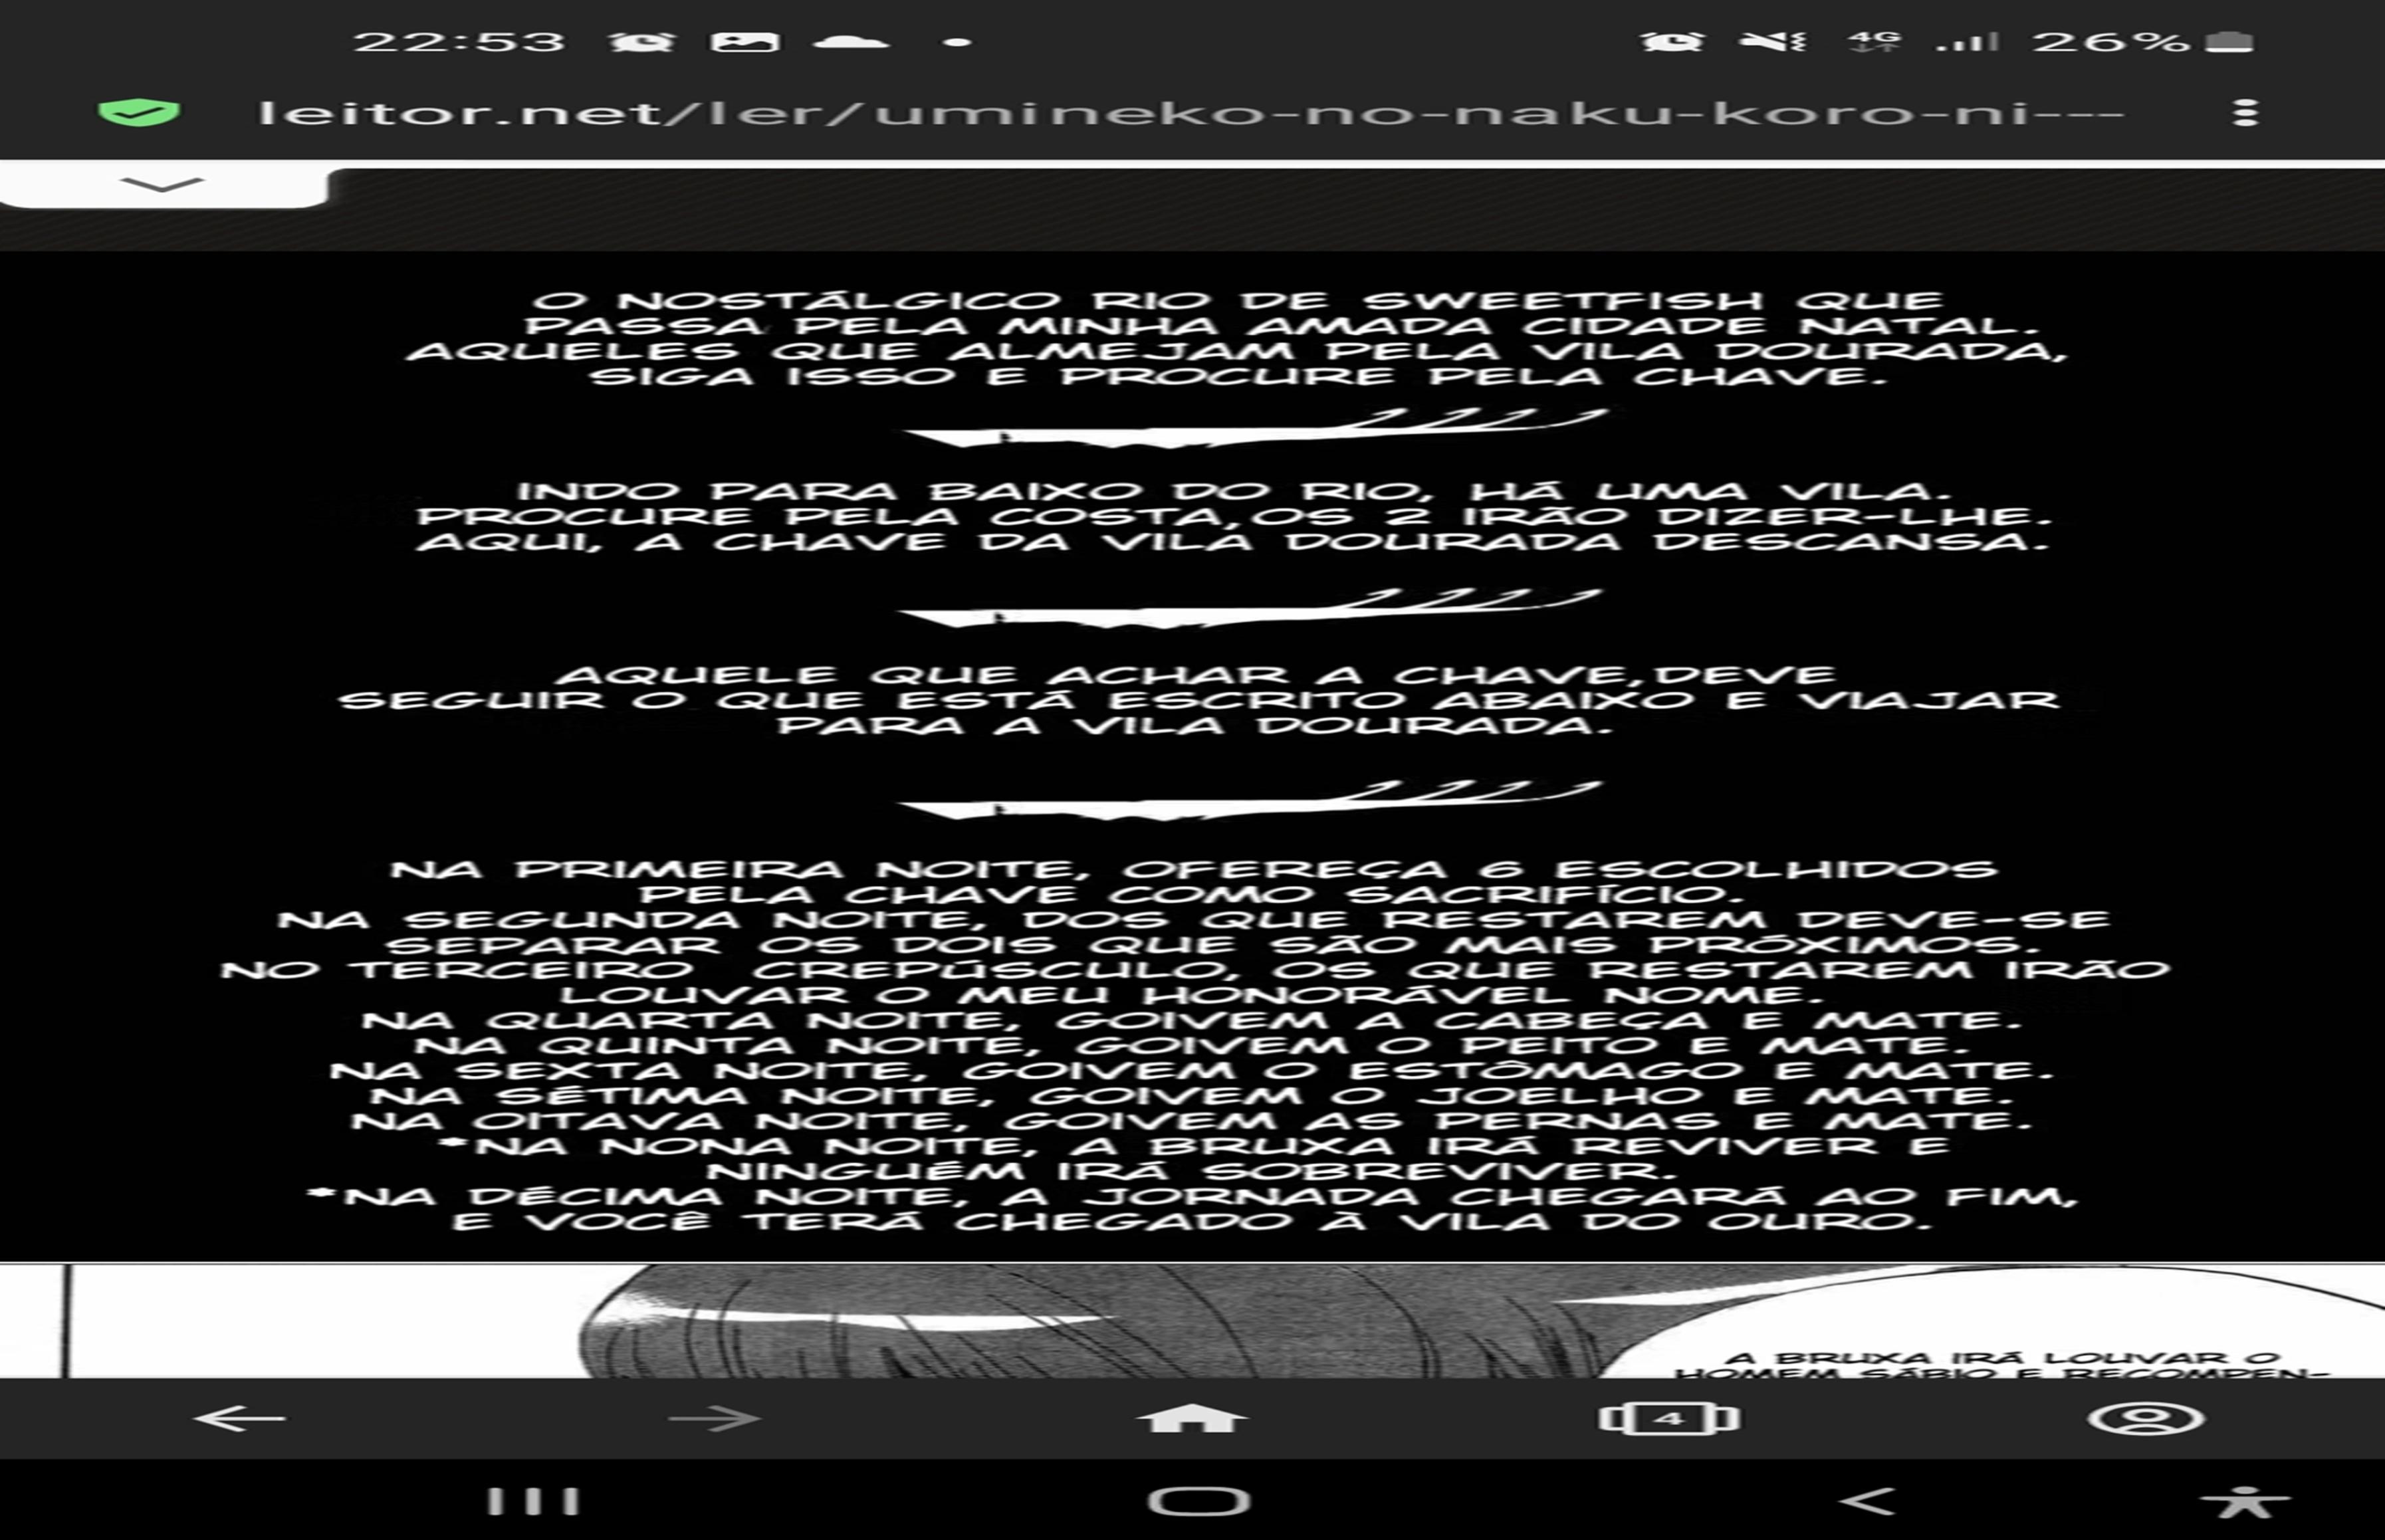 22:53
4G
26%
leitor.net/ler/umineko-no-naku-koro-ni---
O NOSTÁLGICO RIO DE SWEETFISH QUE
PASSA PELA MINHA AMADA CIDADE NATAL.
AQUELES QUE ALMEJAM PELA VILA DOURADA,
SIGA ISSO E PROCURE PELA CHAVE.
INDO PARA BAIXO DO RIO, HÁ UMA VILA.
PROCURE PELA COSTA,OS 2 IRÃO DIZER-LHE.
AQUI, A CHAVE DA VILA DOURADA DESCANSA.
AQUELE QUE ACHAR A CHAVE,DEVE
SEGUIR O QUE ESTÁ ESCRITO ABAIXO E VIAJAR
PARA A VILA DOURADA.
NA PRIMEIRA NOITE, OFEREÇA 6 ESCOLHIDOS
PELA CHAVE COMO SACRIFÍCIO.
NA SEGUNDA NOITE, DOS QUE RESTAREM DEVE-SE
SEPARAR OS DOIS QUE SÃO MAIS PRÓXIMOS.
NO TERCEIRO CREPÚSCULO, OS QUE RESTAREM IRÃO
LOUVAR O MEU HONORÁVEL NOME.
NA QUARTA NOITE, GOIVEM A CABEÇA E MATE.
NA QUINTA NOITE, GOIVEM O PEITO E MATE.
NA SEXTA NOITE, GOIVEM O ESTÔMAGO E MATE.
NA SÉTIMA NOITE, GOIVEM O JOELHO E MATE.
NA OITAVA NOITE, GOIVEM AS PERNAS E MATE.
*NA NONA NOITE, A BRUXA IRÁ REVIVER E
NINGUÉM IRÁ SOBREVIVER.
*NA DÉCIMA NOITE, A JORNADA CHEGARÁ AO FIM,
E VOCÊ TERÁ CHEGADO À VILA DO OURO.
A BRUXA IRÁ LOUVAR O
HOMEM SÁBIO E RECOMPEN-
4